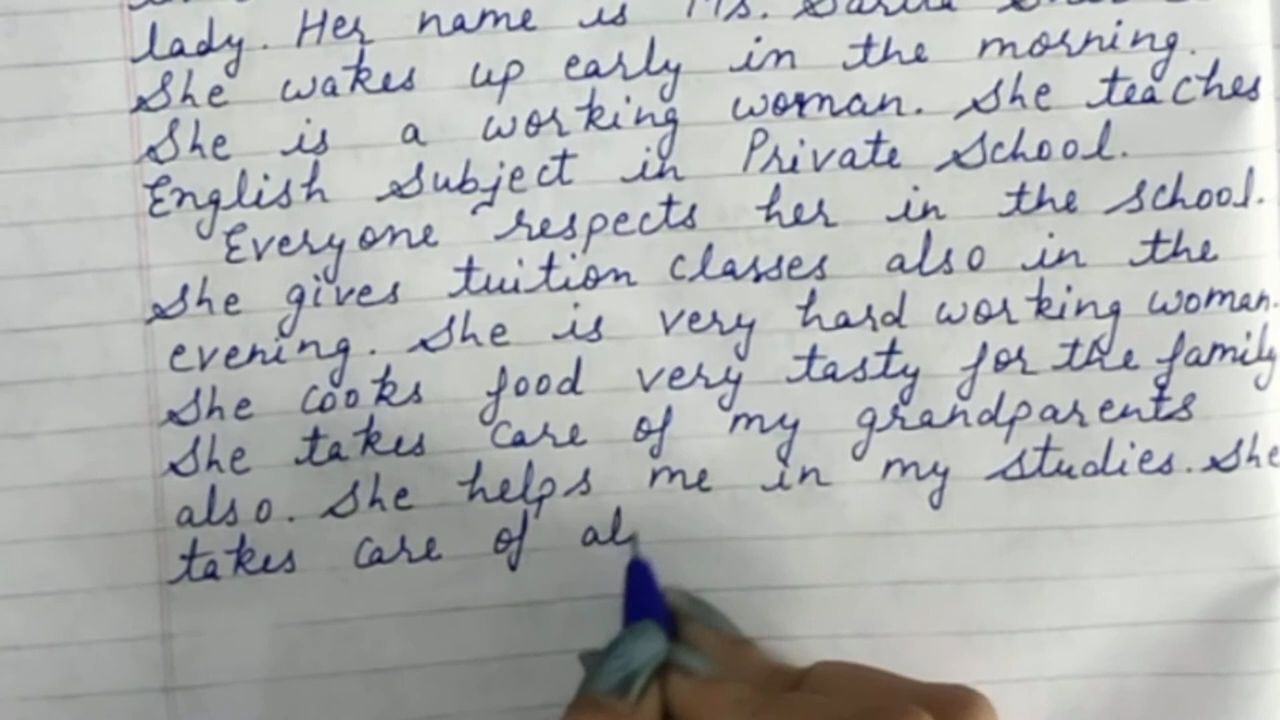 lady. Her name is Ms. Sarita
She wakes up early in the morning.
She is a working woman. She teaches
English Subject in Private School.
Everyone respects her in the school.
She gives tuition classes also in the
evening. She is very hard working woman.
She cooks food very tasty for the family
She takes care of my grandparents
also. She helps me in my studies. She
takes care of al